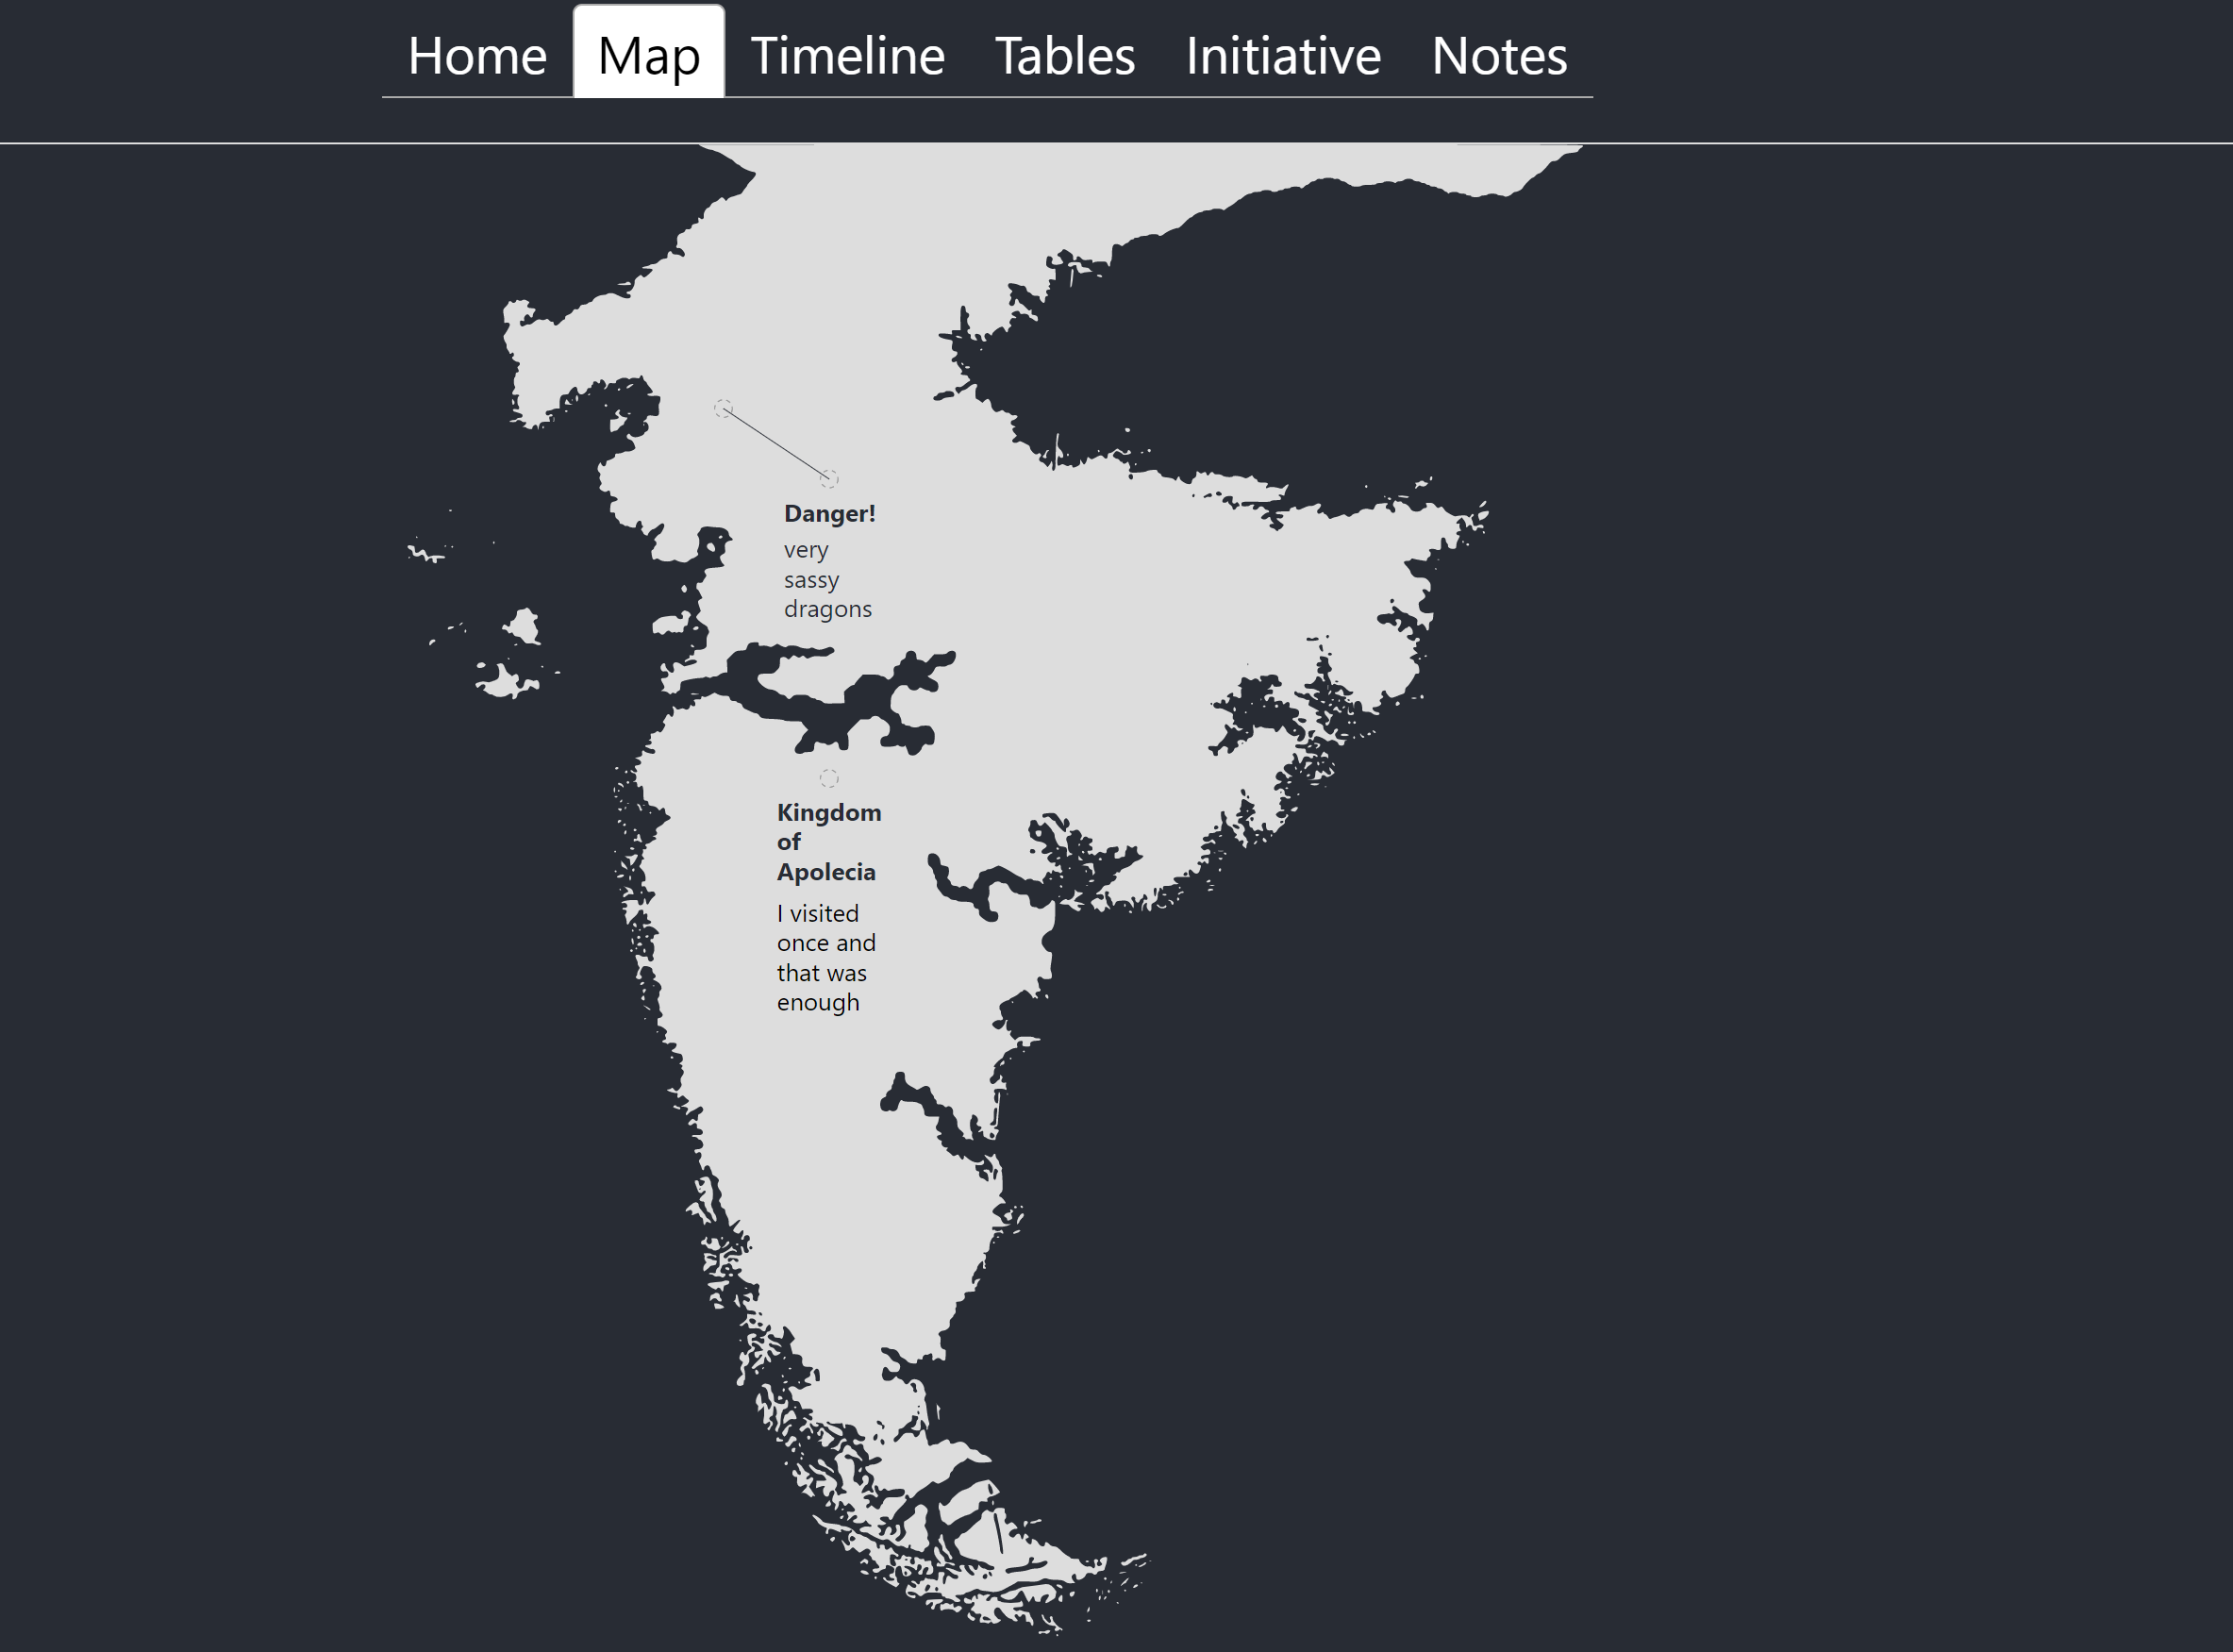 Home Map Timeline Tables Initiative Notes
Danger!
very
sassy
dragons
Kingdom
of
Apolecia
I visited
once and
that was
enough